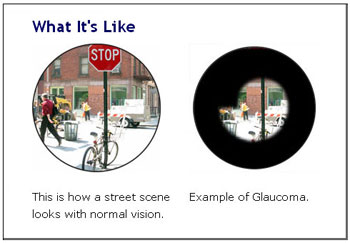 What It's Like
STOP
This is how a street scene
looks with normal vision.
Example of Glaucoma.